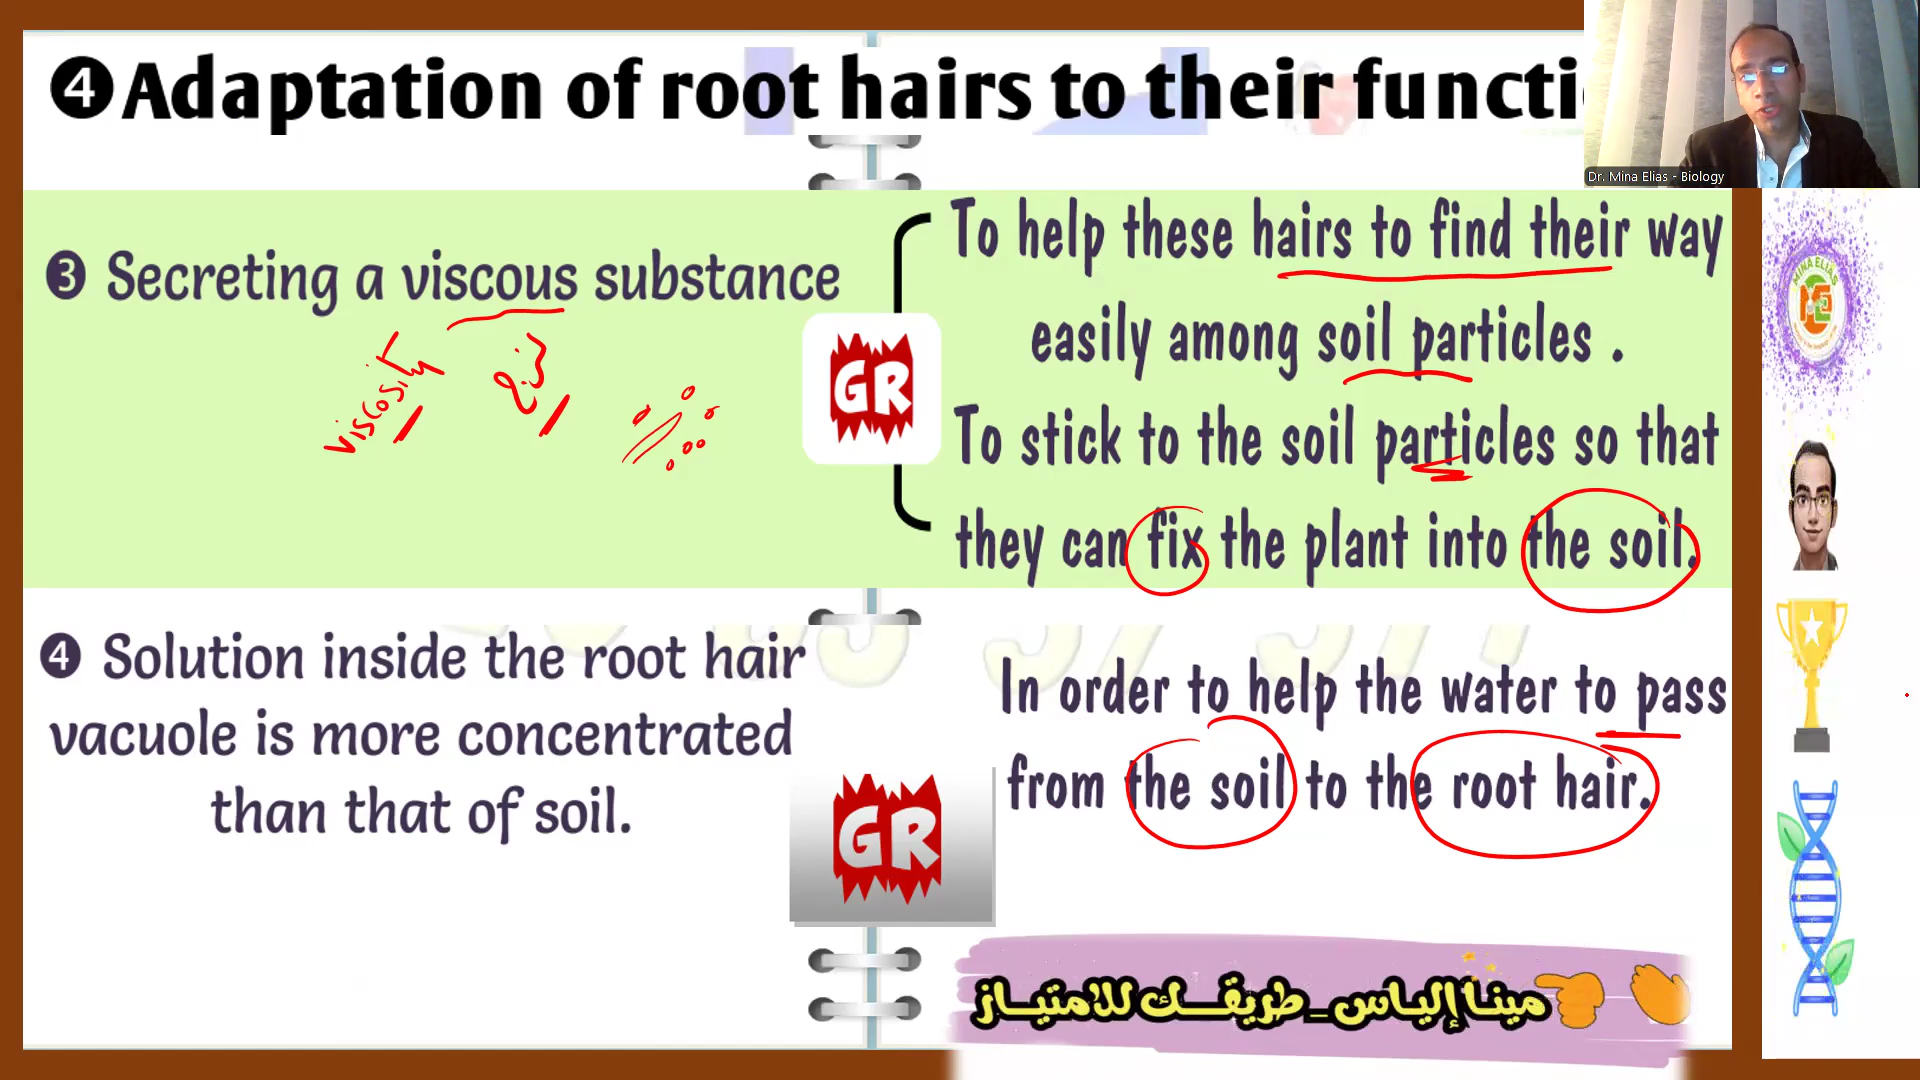 ❹Adaptation of root hairs to their functi
Dr. Mina Elias - Biology
❸ Secreting a viscous substance
viscosity
GR
To help these hairs to find their way
easily among soil particles .
To stick to the soil particles so that
they can fix the plant into the soil.
❹ Solution inside the root hair
vacuole is more concentrated
than that of soil.
GR
In order to help the water to pass
from the soil to the root hair.
مينا إلياس _ طريقك للامتياز
MINA ELIAS